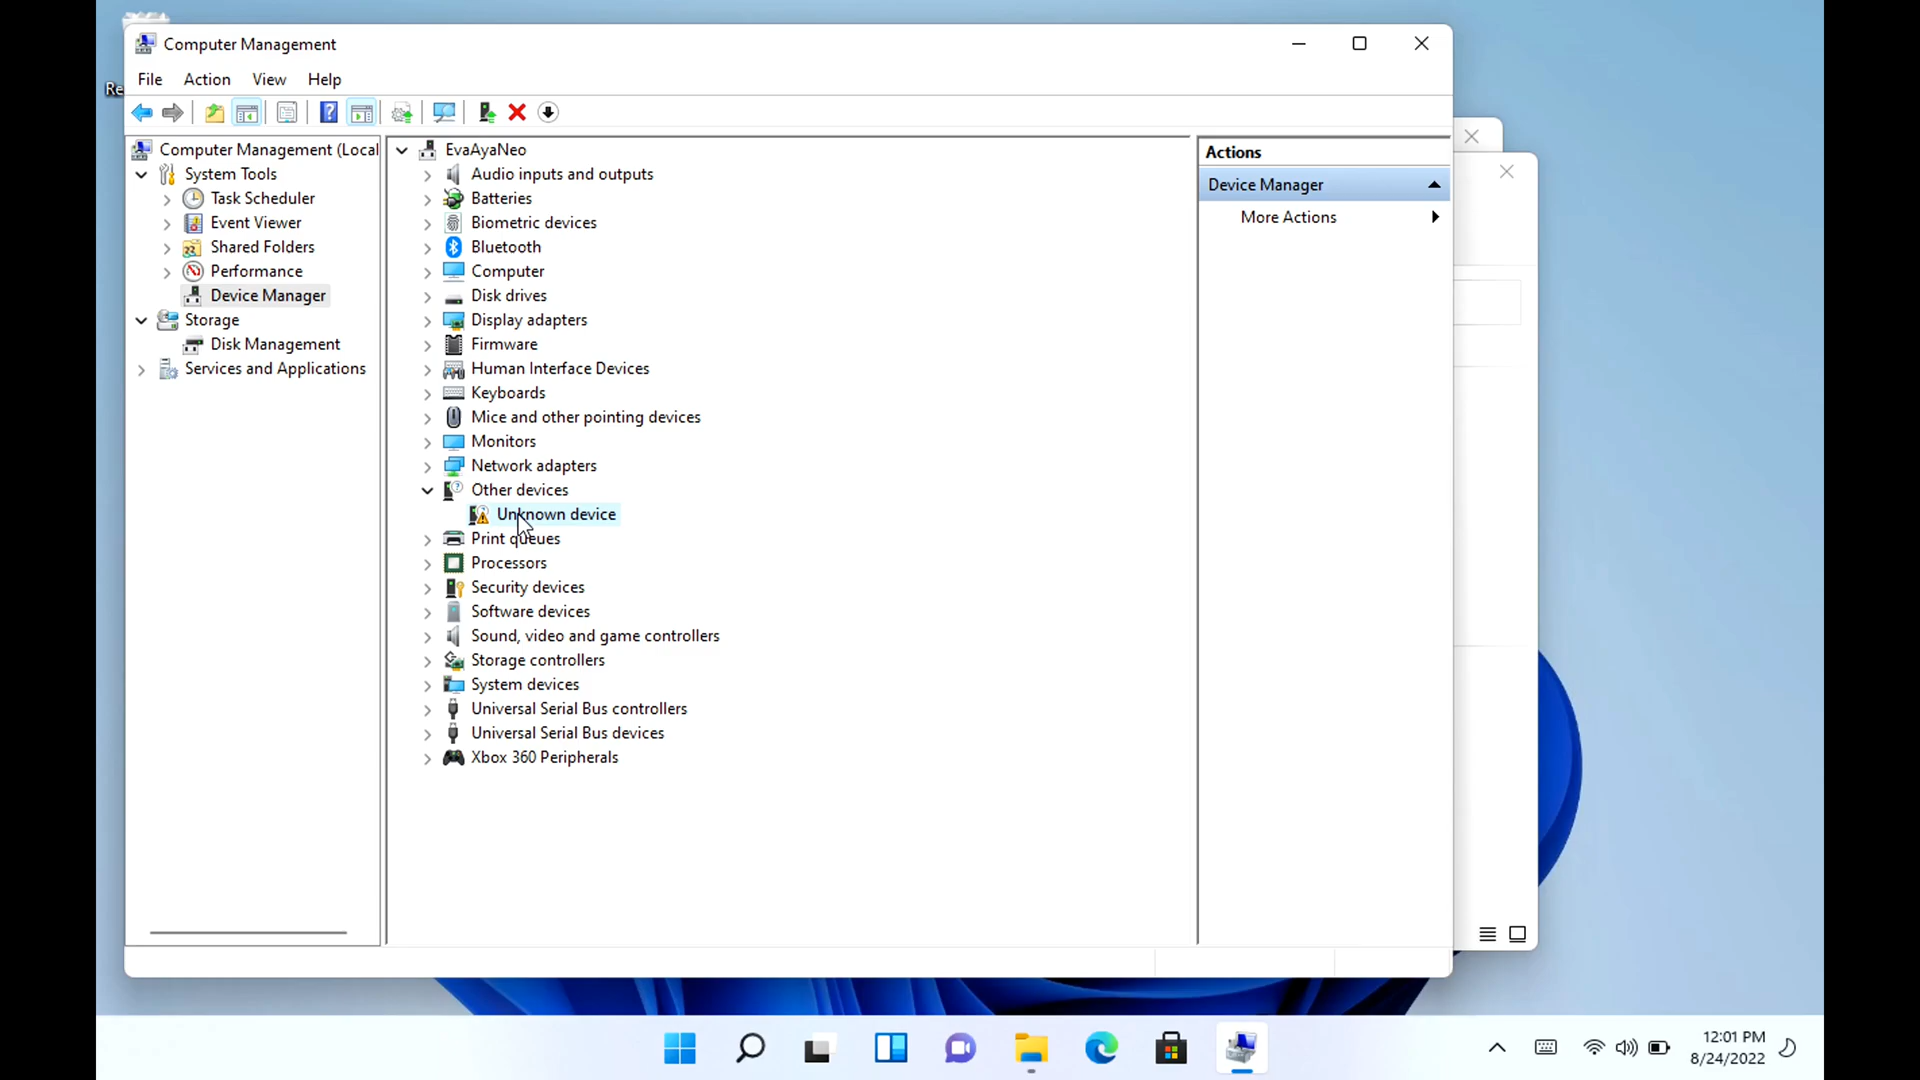 Re
Computer Management
File Action View Help
Computer Management (Local
System Tools
Task Scheduler
Event Viewer
Shared Folders
Performance
Device Manager
Storage
Disk Management
Services and Applications
EvaAyaNeo
Audio inputs and outputs
Batteries
Biometric devices
Bluetooth
Computer
Disk drives
Display adapters
Firmware
Human Interface Devices
Keyboards
Mice and other pointing devices
Monitors
Network adapters
Other devices
Unknown device
Print queues
Processors
Security devices
Software devices
Sound, video and game controllers
Storage controllers
System devices
Universal Serial Bus controllers
Universal Serial Bus devices
Xbox 360 Peripherals
Actions
Device Manager
More Actions
12:01 PM
8/24/2022